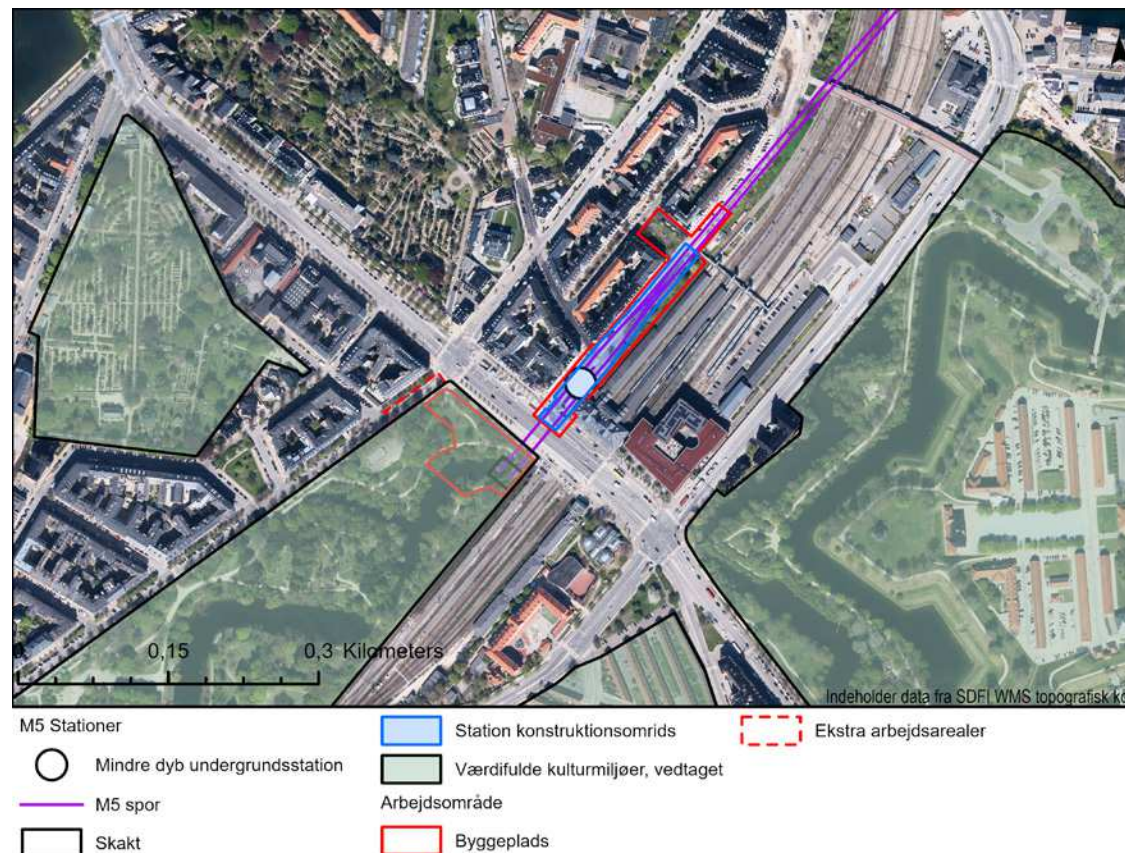 0
0,15
0,3 Kilometers
Indeholder data fra SDFI WMS topografisk
M5 Stationer
Mindre dyb undergrundsstation
M5 spor
Skakt
Station konstruktionsomrids
Værdifulde kulturmiljøer, vedtaget
Arbejdsområde
Byggeplads
Ekstra arbejdsarealer